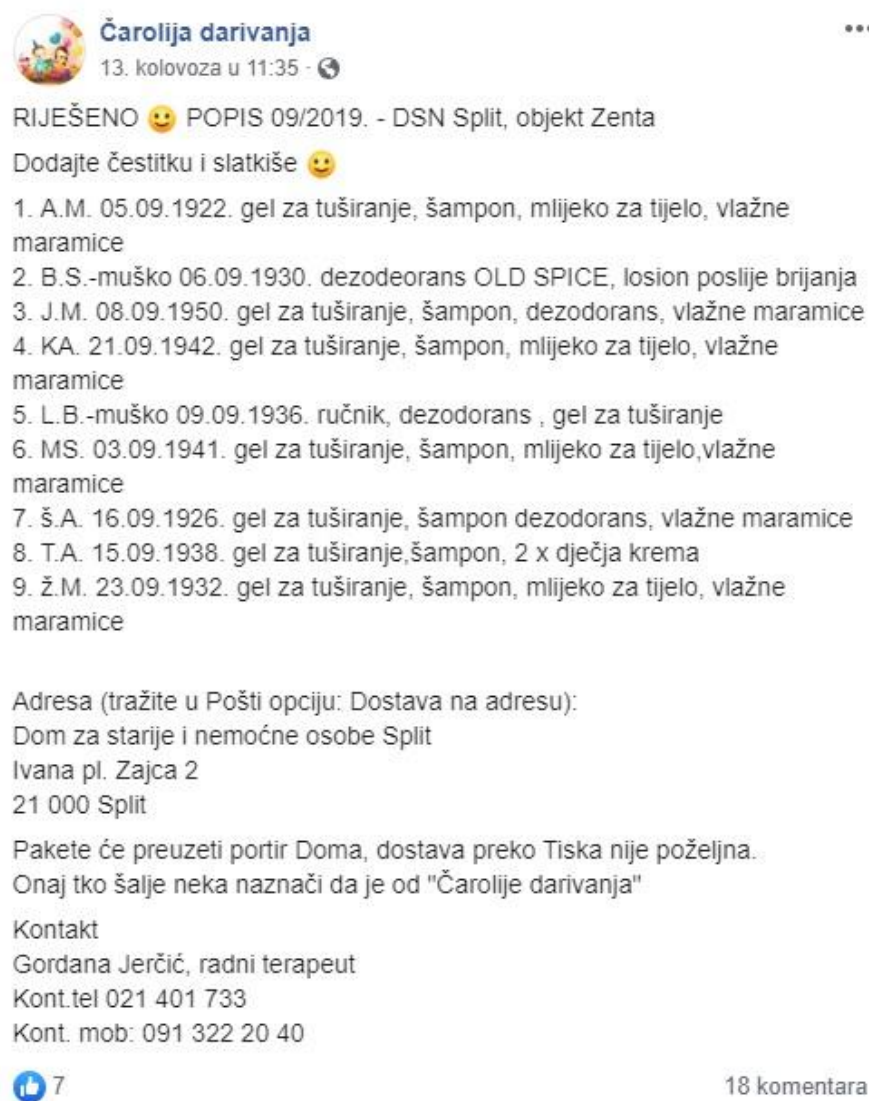 Čarolija darivanja
13. kolovoza u 11:35 ·
RIJEŠENO 🙂 POPIS 09/2019. - DSN Split, objekt Zenta
Dodajte čestitku i slatkiše 🙂
1. A.M. 05.09.1922. gel za tuširanje, šampon, mlijeko za tijelo, vlažne
maramice
2. B.S.-muško 06.09.1930. dezodeorans OLD SPICE, losion poslije brijanja
3. J.M. 08.09.1950. gel za tuširanje, šampon, dezodorans, vlažne maramice
4. KA. 21.09.1942. gel za tuširanje, šampon, mlijeko za tijelo, vlažne
maramice
5. L.B.-muško 09.09.1936. ručnik, dezodorans , gel za tuširanje
6. MS. 03.09.1941. gel za tuširanje, šampon, mlijeko za tijelo,vlažne
maramice
7. š.A. 16.09.1926. gel za tuširanje, šampon dezodorans, vlažne maramice
8. T.A. 15.09.1938. gel za tuširanje,šampon, 2 x dječja krema
9. ž.M. 23.09.1932. gel za tuširanje, šampon, mlijeko za tijelo, vlažne
maramice
Adresa (tražite u Pošti opciju: Dostava na adresu):
Dom za starije i nemoćne osobe Split
Ivana pl. Zajca 2
21 000 Split
Pakete će preuzeti portir Doma, dostava preko Tiska nije poželjna.
Onaj tko šalje neka naznači da je od "Čarolije darivanja"
Kontakt
Gordana Jerčić, radni terapeut
Kont.tel 021 401 733
Kont. mob: 091 322 20 40
7
18 komentara